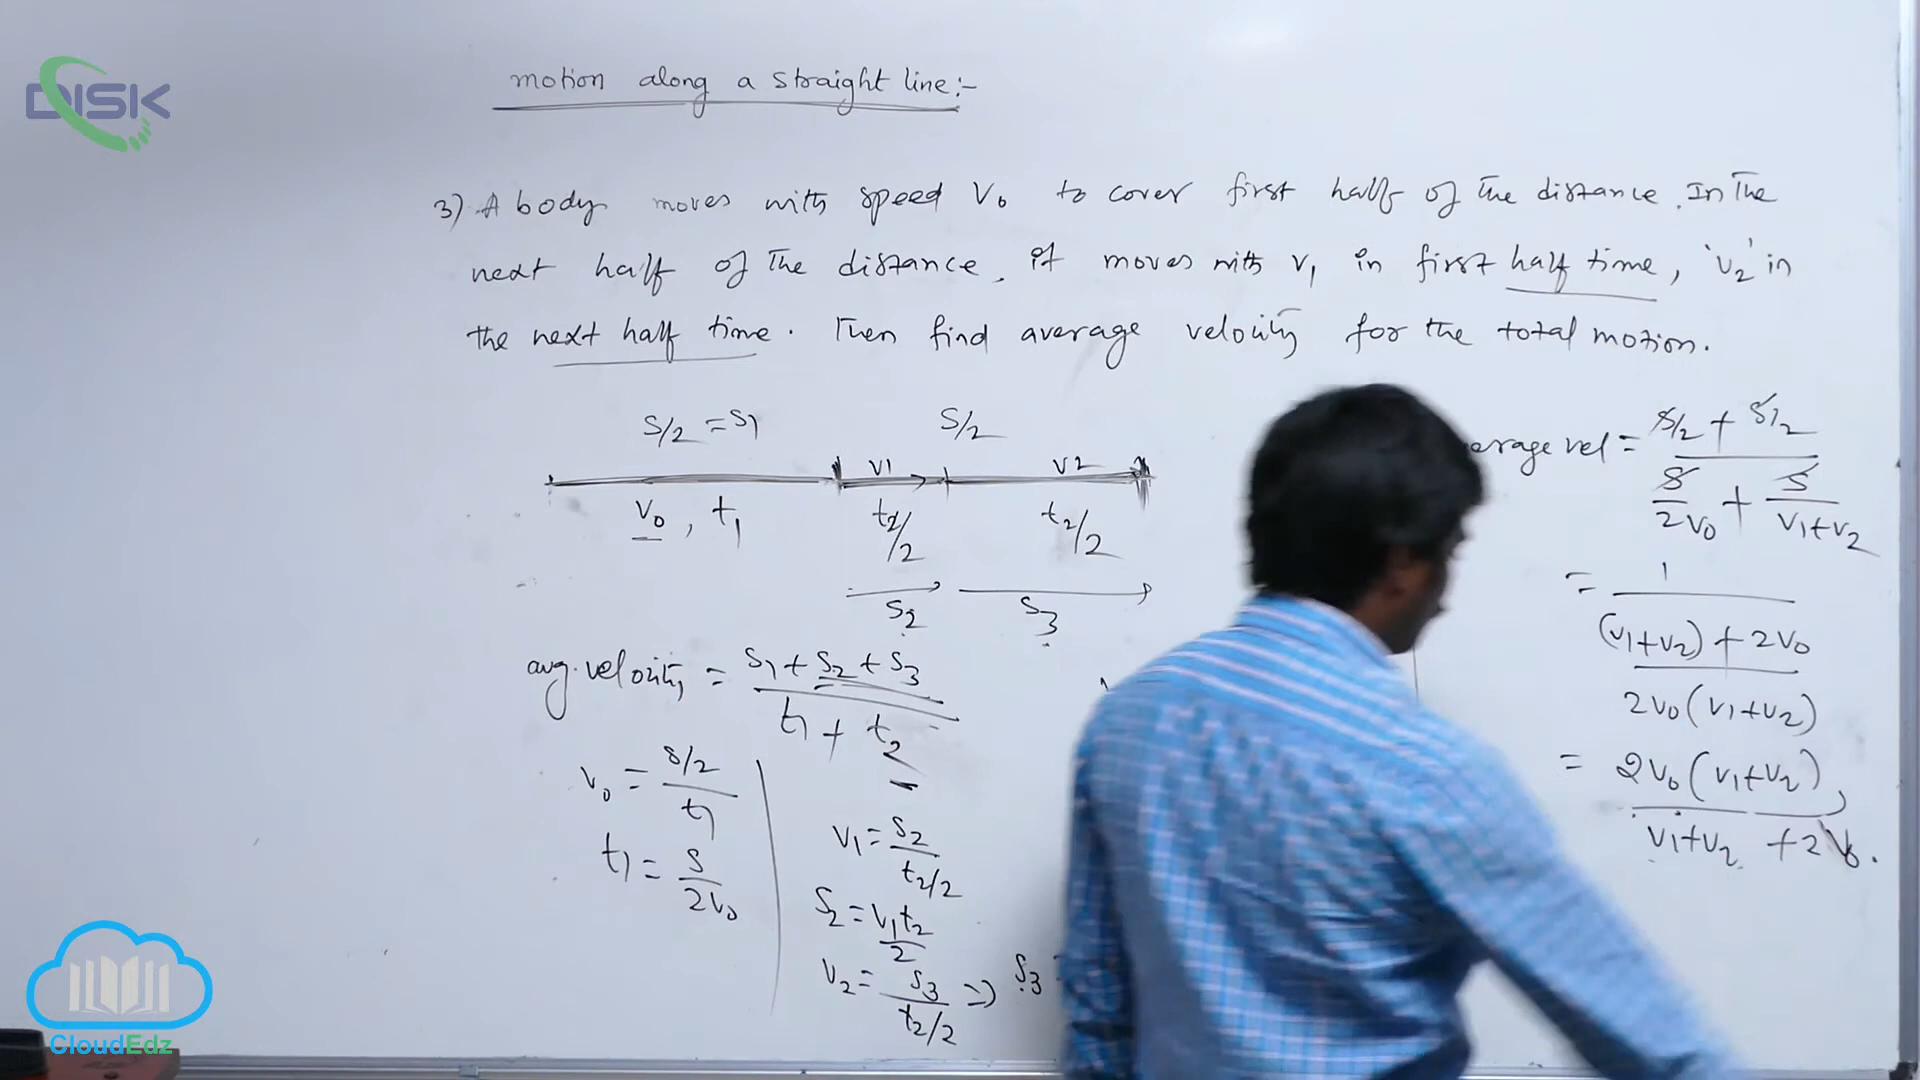 DISK
motion along a straight line:-
3) A body moves with speed V₀ to cover first half of the distance. In the
next half of the distance, it moves with v₁ in first half time, 'v₂' in
the next half time. Then find average velocity for the total motion.
S/2 = S1 S/2
v1 v2
v₀, t₁ t₂/2 t₂/2
S₂ S₃
avg. velocity = (S₁ + S₂ + S₃)/(t₁ + t₂)
v₀ = (s/2)/t₁
t₁ = s/2v₀
v₁ = S₂/(t₂/2)
S₂ = v₁t₂/2
v₂ = S₃/(t₂/2) => S₃
erage vel = (s/2 + s/2)/(s/2v₀ + s/(v₁+v₂))
= 1/(((v₁+v₂) + 2v₀)/(2v₀(v₁+v₂)))
= 2v₀(v₁+v₂)/(v₁+v₂ + 2v₀).
CloudEdz